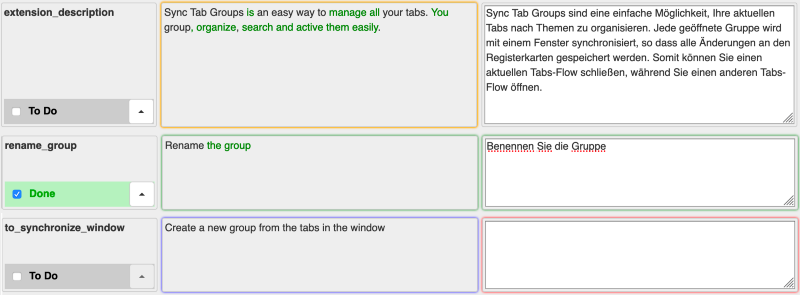 extension_description
Sync Tab Groups is an easy way to manage all your tabs. You
group, organize, search and active them easily.
Sync Tab Groups sind eine einfache Möglichkeit, Ihre aktuellen
Tabs nach Themen zu organisieren. Jede geöffnete Gruppe wird
mit einem Fenster synchronisiert, so dass alle Änderungen an den
Registerkarten gespeichert werden. Somit können Sie einen
aktuellen Tabs-Flow schließen, während Sie einen anderen Tabs-
Flow öffnen.
To Do
rename_group
Rename the group
Benennen Sie die Gruppe
Done
to_synchronize_window
Create a new group from the tabs in the window
To Do